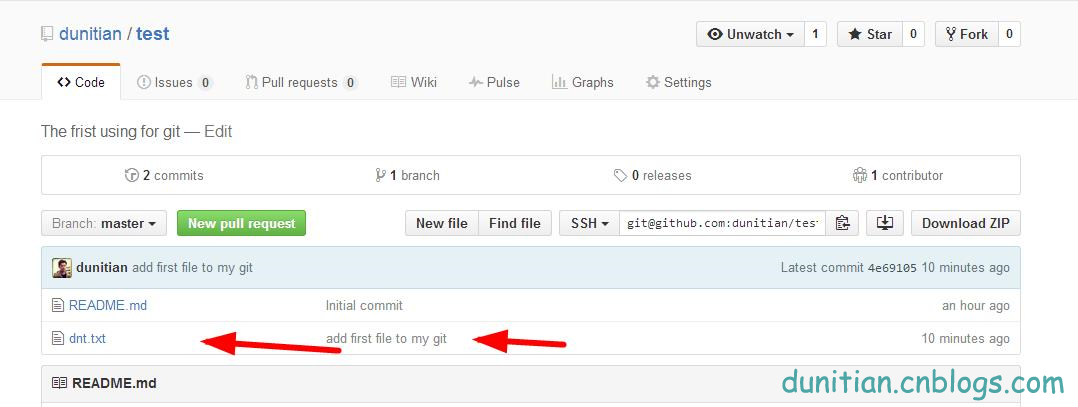 dunitian / test
Unwatch 1 Star 0 Fork 0
Code Issues 0 Pull requests 0 Wiki Pulse Graphs Settings
The frist using for git — Edit
2 commits 1 branch 0 releases 1 contributor
Branch: master New pull request New file Find file SSH git@github.com:dunitian/test Download ZIP
dunitian add first file to my git Latest commit 4e69105 10 minutes ago
README.md Initial commit an hour ago
dnt.txt add first file to my git 10 minutes ago
README.md
dunitian.cnblogs.com